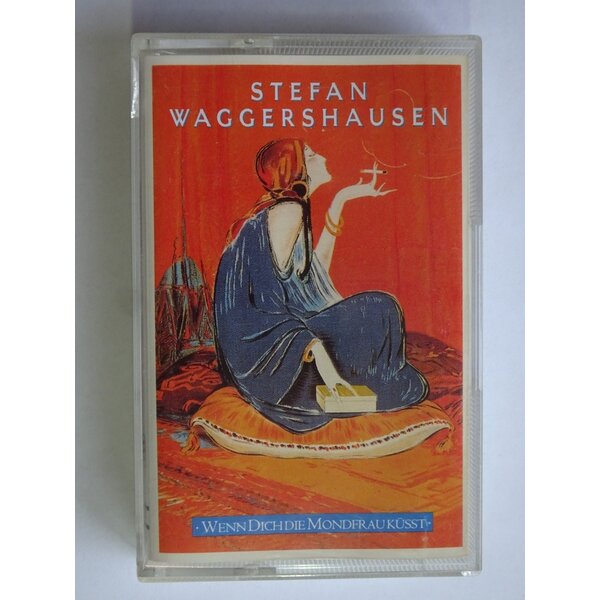 STEFAN
WAGGERSHAUSEN
· WENN DICH DIE MONDFRAU KÜSST ·